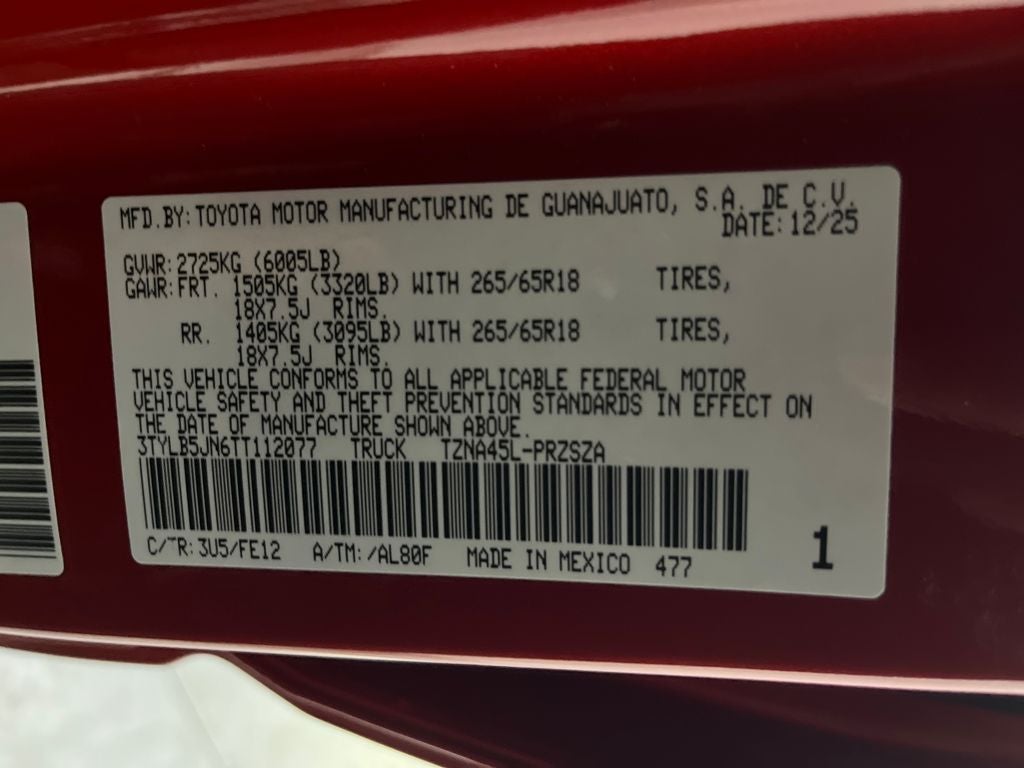 MFD.BY:TOYOTA MOTOR MANUFACTURING DE GUANAJUATO, S.A. DE C.V.
DATE:12/25
GVWR:2725KG (6005LB)
GAWR:FRT. 1505KG (3320LB) WITH 265/65R18 TIRES,
18X7.5J RIMS.
RR. 1405KG (3095LB) WITH 265/65R18 TIRES,
18X7.5J RIMS.
THIS VEHICLE CONFORMS TO ALL APPLICABLE FEDERAL MOTOR
VEHICLE SAFETY AND THEFT PREVENTION STANDARDS IN EFFECT ON
THE DATE OF MANUFACTURE SHOWN ABOVE.
3TYLB5JN6TT112077 TRUCK TZNA45L-PRZSZA
C/TR:3U5/FE12 A/TM:/AL80F MADE IN MEXICO 477
1